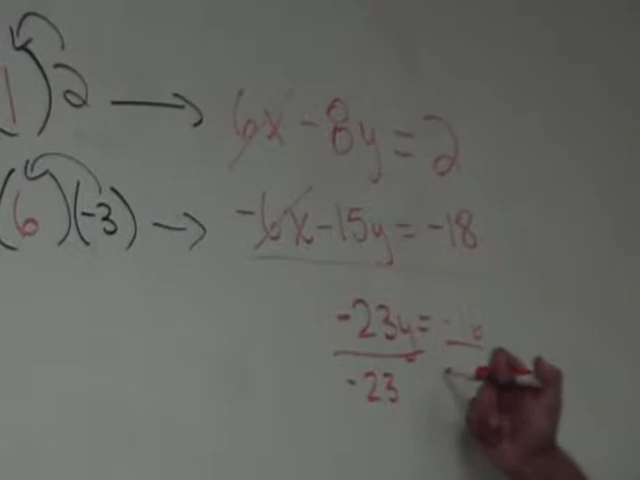 1)2 → 6x - 8y = 2
(6)(-3) → -6x - 15y = -18
-23y = -16
-23